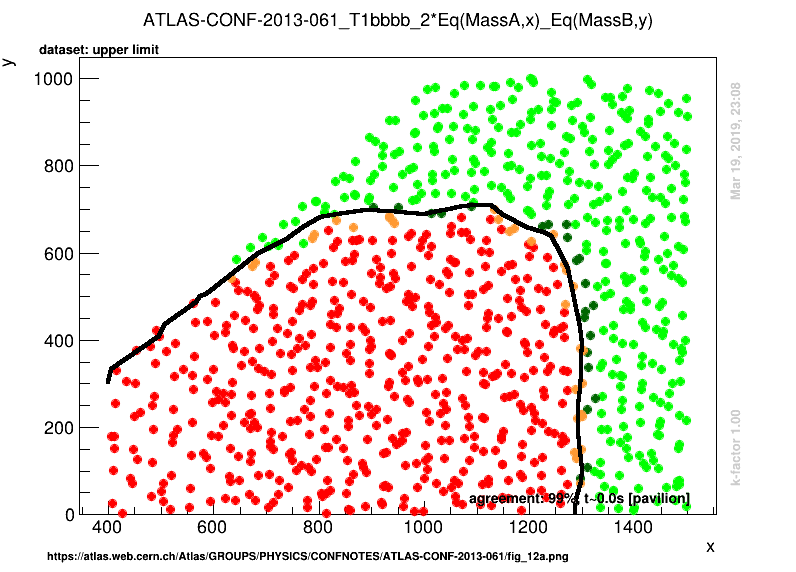 ATLAS-CONF-2013-061_T1bbbb_2*Eq(MassA,x)_Eq(MassB,y)
dataset: upper limit
y
1000
800
600
400
200
0
400
600
800
1000
1200
1400
x
agreement: 99%, t~0.0s [pavilion]
Mar 19, 2019, 23:08
k-factor 1.00
https://atlas.web.cern.ch/Atlas/GROUPS/PHYSICS/CONFNOTES/ATLAS-CONF-2013-061/fig_12a.png